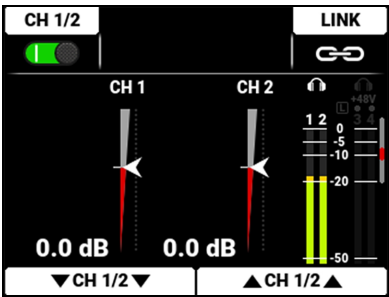 CH 1/2
LINK
CH 1
CH 2
+48V
L
1 2 3 4
0
-5
-10
-20
-50
0.0 dB
0.0 dB
▼CH 1/2▼
▲CH 1/2▲